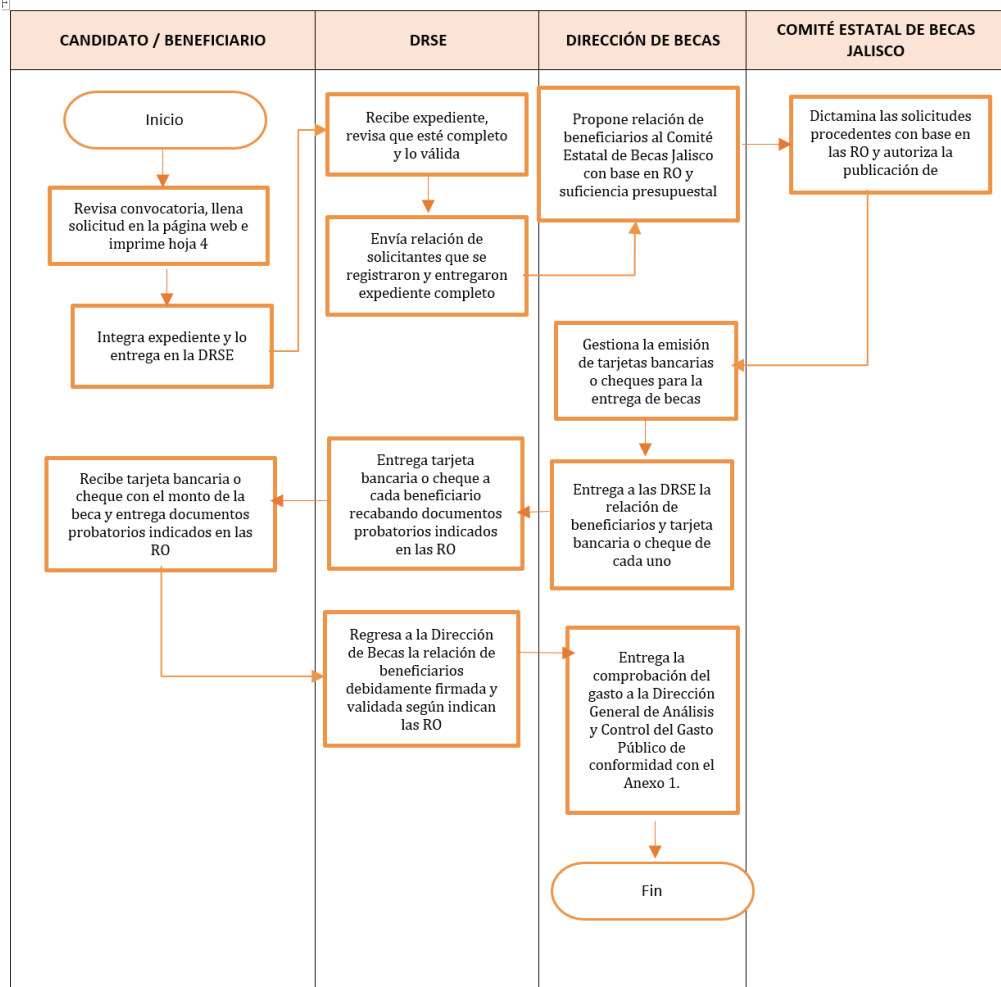 CANDIDATO / BENEFICIARIO
DRSE
DIRECCIÓN DE BECAS
COMITÉ ESTATAL DE BECAS
JALISCO
Inicio
Revisa convocatoria, llena
solicitud en la página web e
imprime hoja 4
Integra expediente y lo
entrega en la DRSE
Recibe expediente,
revisa que esté completo
y lo válida
Envía relación de
solicitantes que se
registraron y entregaron
expediente completo
Propone relación de
beneficiarios al Comité
Estatal de Becas Jalisco
con base en RO y
suficiencia presupuestal
Dictamina las solicitudes
procedentes con base en
las RO y autoriza la
publicación de
Gestiona la emisión
de tarjetas bancarias
o cheques para la
entrega de becas
Entrega a las DRSE la
relación de
beneficiarios y tarjeta
bancaria o cheque de
cada uno
Entrega tarjeta
bancaria o cheque a
cada beneficiario
recabando documentos
probatorios indicados
en las RO
Recibe tarjeta bancaria o
cheque con el monto de la
beca y entrega documentos
probatorios indicados en las
RO
Regresa a la Dirección
de Becas la relación de
beneficiarios
debidamente firmada y
validada según indican
las RO
Entrega la
comprobación del
gasto a la Dirección
General de Análisis
y Control del Gasto
Público de
conformidad con el
Anexo 1.
Fin